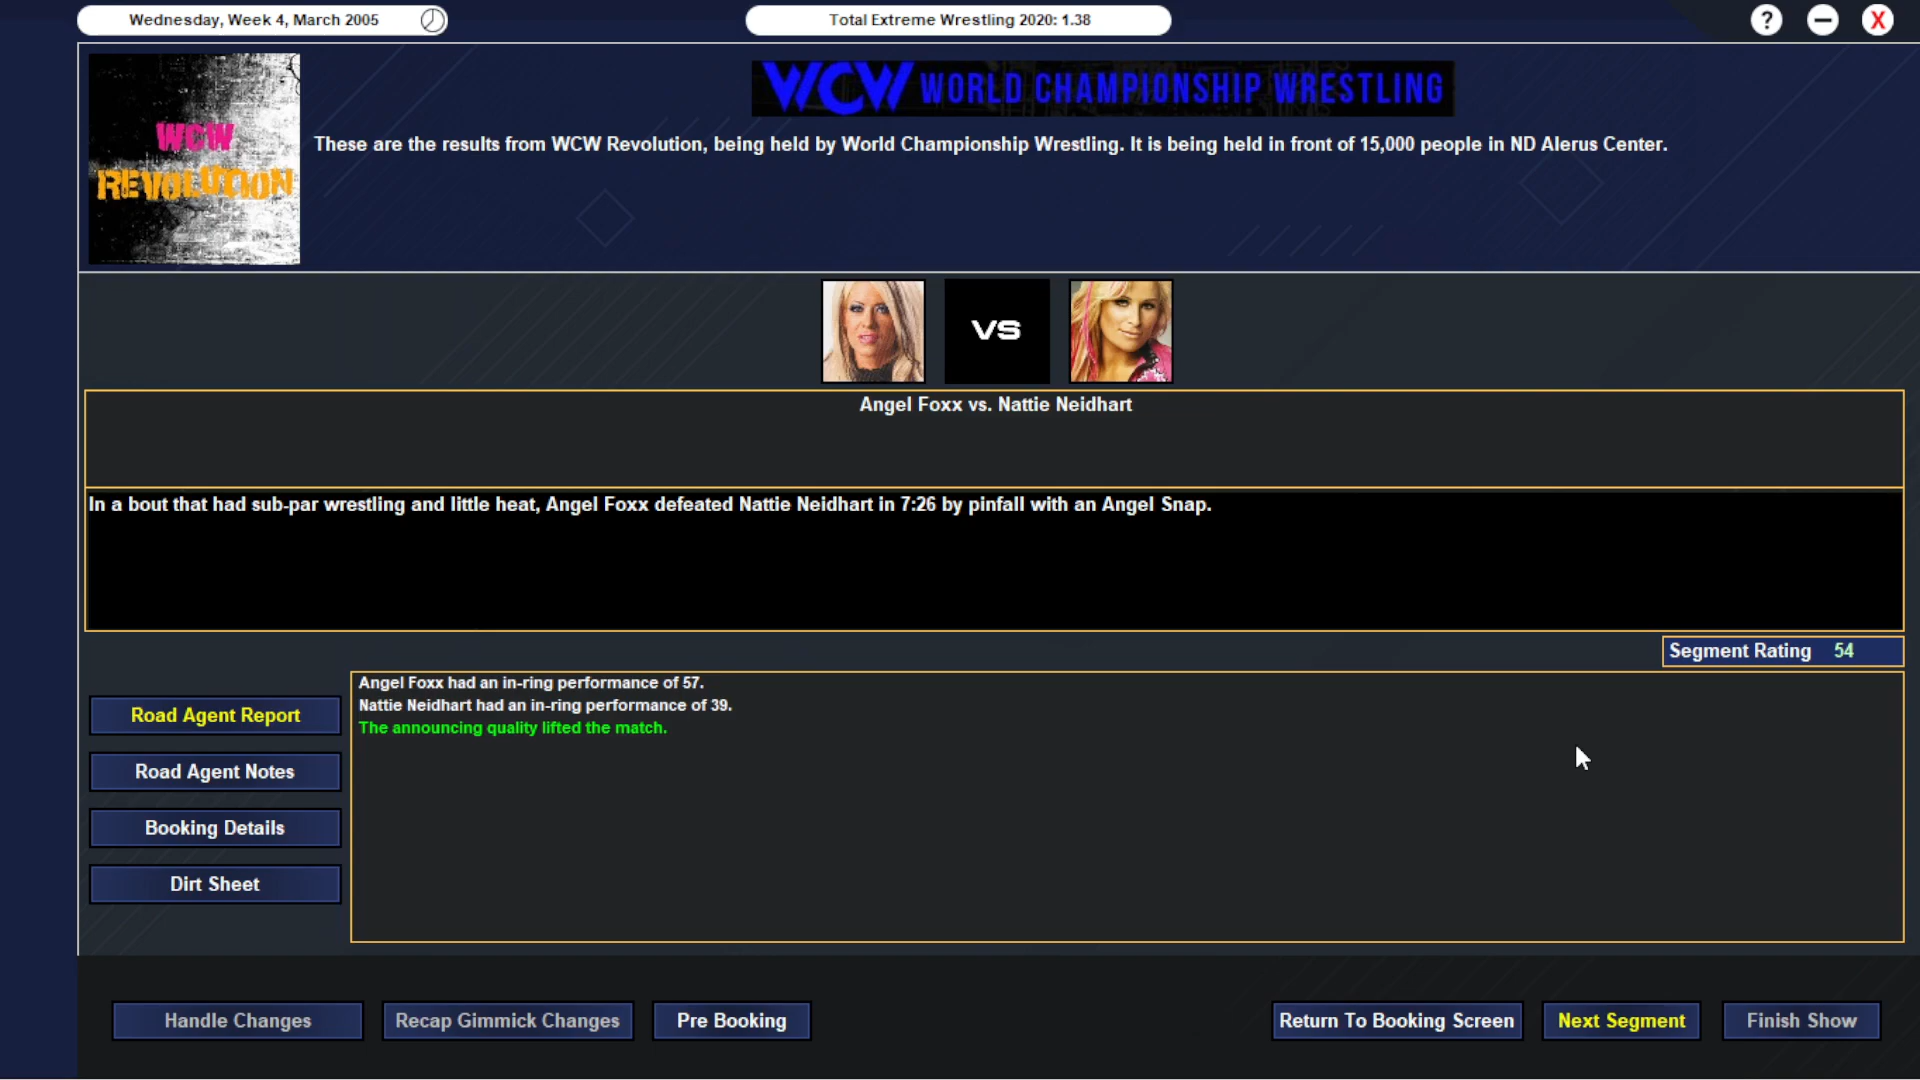 Wednesday, Week 4, March 2005
Total Extreme Wrestling 2020: 1.38
?
X
WCW
REVOLUTION
WCW WORLD CHAMPIONSHIP WRESTLING
These are the results from WCW Revolution, being held by World Championship Wrestling. It is being held in front of 15,000 people in ND Alerus Center.
VS
Angel Foxx vs. Nattie Neidhart
In a bout that had sub-par wrestling and little heat, Angel Foxx defeated Nattie Neidhart in 7:26 by pinfall with an Angel Snap.
Segment Rating 54
Angel Foxx had an in-ring performance of 57.
Nattie Neidhart had an in-ring performance of 39.
The announcing quality lifted the match.
Road Agent Report
Road Agent Notes
Booking Details
Dirt Sheet
Handle Changes
Recap Gimmick Changes
Pre Booking
Return To Booking Screen
Next Segment
Finish Show